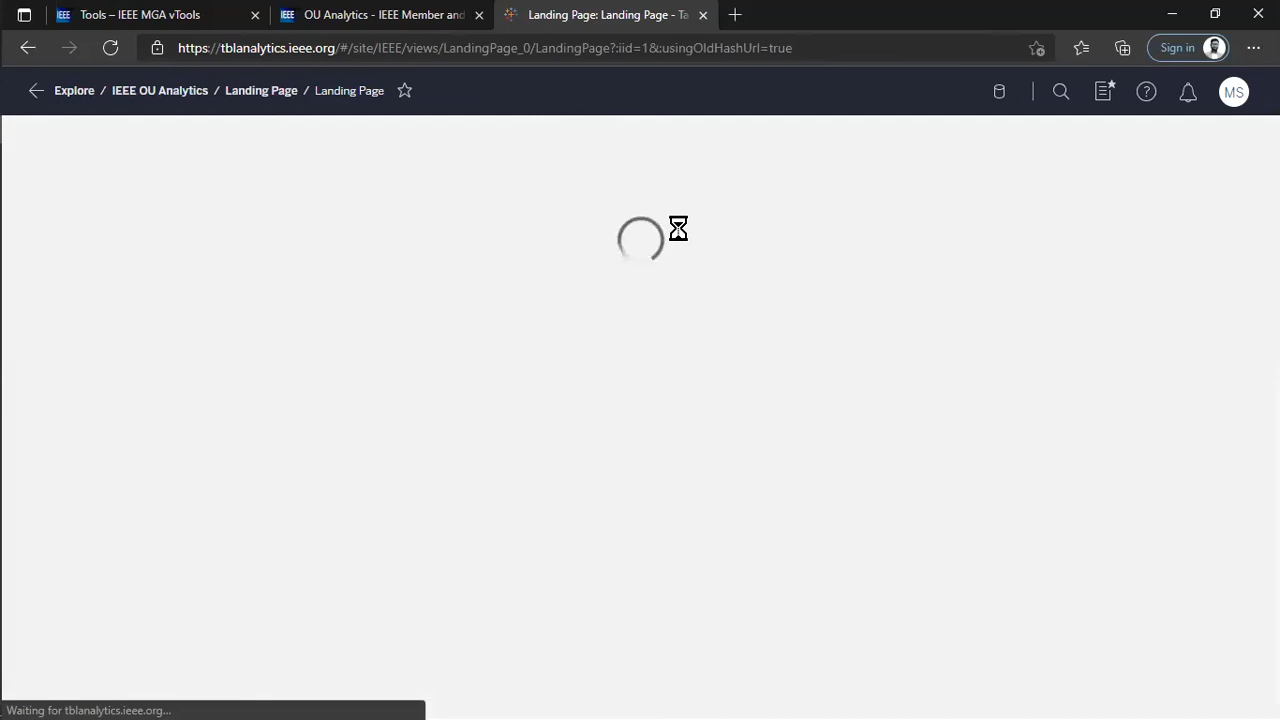 IEEE Tools – IEEE MGA vTools
IEEE OU Analytics - IEEE Member and
Landing Page: Landing Page - Ta
https://tblanalytics.ieee.org/#/site/IEEE/views/LandingPage_0/LandingPage?:iid=1&:usingOldHashUrl=true
Sign in
Explore / IEEE OU Analytics / Landing Page / Landing Page
MS
Waiting for tblanalytics.ieee.org...